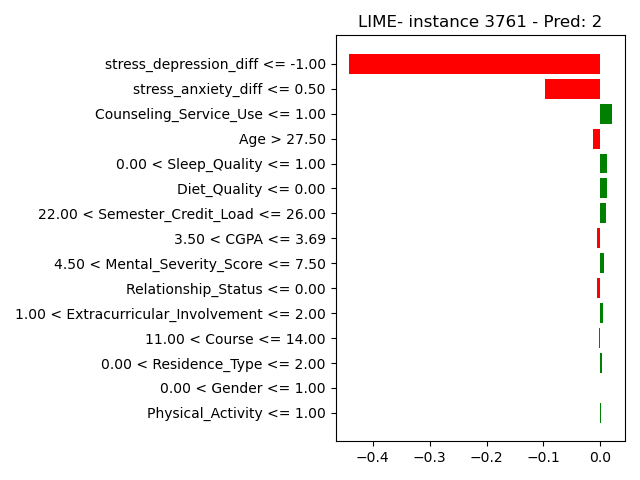 LIME- instance 3761 - Pred: 2
stress_depression_diff <= -1.00
stress_anxiety_diff <= 0.50
Counseling_Service_Use <= 1.00
Age > 27.50
0.00 < Sleep_Quality <= 1.00
Diet_Quality <= 0.00
22.00 < Semester_Credit_Load <= 26.00
3.50 < CGPA <= 3.69
4.50 < Mental_Severity_Score <= 7.50
Relationship_Status <= 0.00
1.00 < Extracurricular_Involvement <= 2.00
11.00 < Course <= 14.00
0.00 < Residence_Type <= 2.00
0.00 < Gender <= 1.00
Physical_Activity <= 1.00
−0.4 −0.3 −0.2 −0.1 0.0